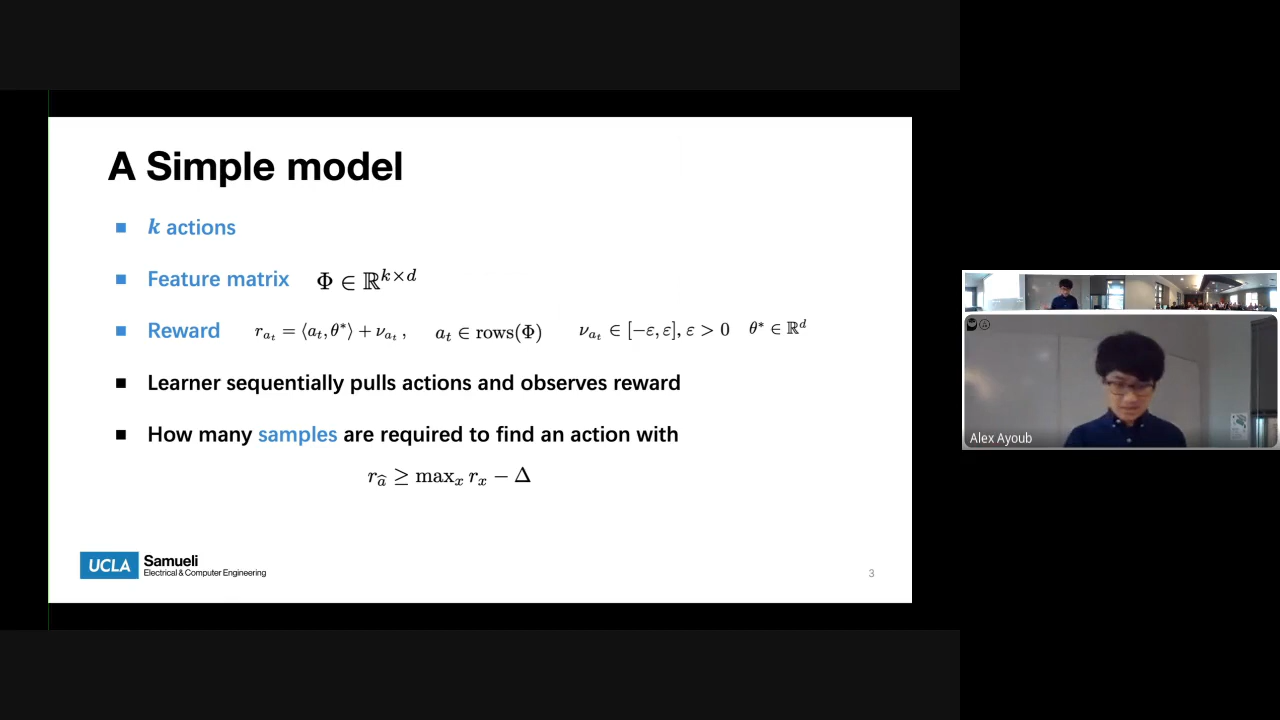 A Simple model
k actions
Feature matrix Φ ∈ ℝ^{k×d}
Reward r_{a_t} = ⟨a_t, θ*⟩ + ν_{a_t} , a_t ∈ rows(Φ) ν_{a_t} ∈ [−ε, ε], ε > 0 θ* ∈ ℝ^d
Learner sequentially pulls actions and observes reward
How many samples are required to find an action with
r_{â} ≥ max_x r_x − Δ
UCLA Samueli
Electrical & Computer Engineering
3
Alex Ayoub